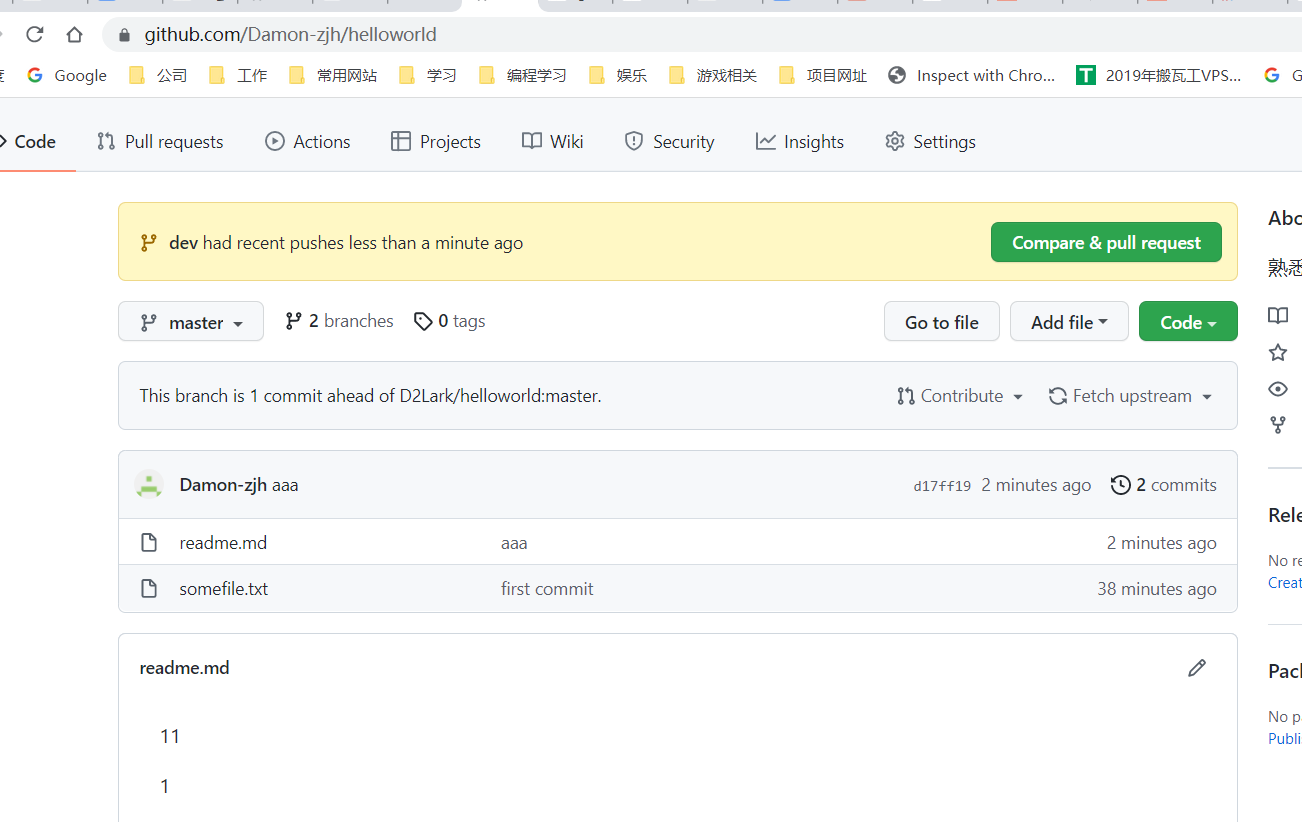 github.com/Damon-zjh/helloworld
Google 公司 工作 常用网站 学习 编程学习 娱乐 游戏相关 项目网址 Inspect with Chro... 2019年搬瓦工VPS... G
Code Pull requests Actions Projects Wiki Security Insights Settings
dev had recent pushes less than a minute ago Compare & pull request
master 2 branches 0 tags Go to file Add file Code
This branch is 1 commit ahead of D2Lark/helloworld:master. Contribute Fetch upstream
Damon-zjh aaa d17ff19 2 minutes ago 2 commits
readme.md aaa 2 minutes ago
somefile.txt first commit 38 minutes ago
readme.md
11
1
Abo
熟悉
Rele
No re
Creat
Pack
No pa
Publi